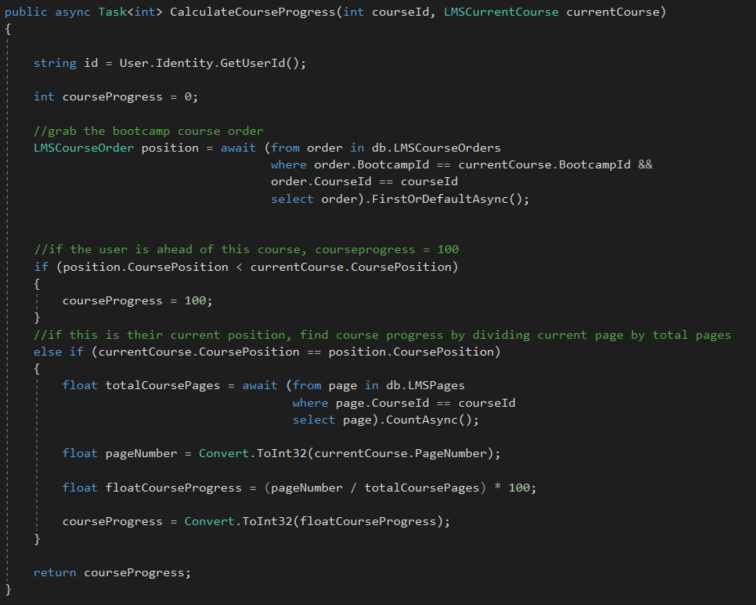 public async Task<int> CalculateCourseProgress(int courseId, LMSCurrentCourse currentCourse)
{
string id = User.Identity.GetUserId();
int courseProgress = 0;
//grab the bootcamp course order
LMSCourseOrder position = await (from order in db.LMSCourseOrders
where order.BootcampId == currentCourse.BootcampId &&
order.CourseId == courseId
select order).FirstOrDefaultAsync();
//if the user is ahead of this course, courseprogress = 100
if (position.CoursePosition < currentCourse.CoursePosition)
{
courseProgress = 100;
}
//if this is their current position, find course progress by dividing current page by total pages
else if (currentCourse.CoursePosition == position.CoursePosition)
{
float totalCoursePages = await (from page in db.LMSPages
where page.CourseId == courseId
select page).CountAsync();
float pageNumber = Convert.ToInt32(currentCourse.PageNumber);
float floatCourseProgress = (pageNumber / totalCoursePages) * 100;
courseProgress = Convert.ToInt32(floatCourseProgress);
}
return courseProgress;
}